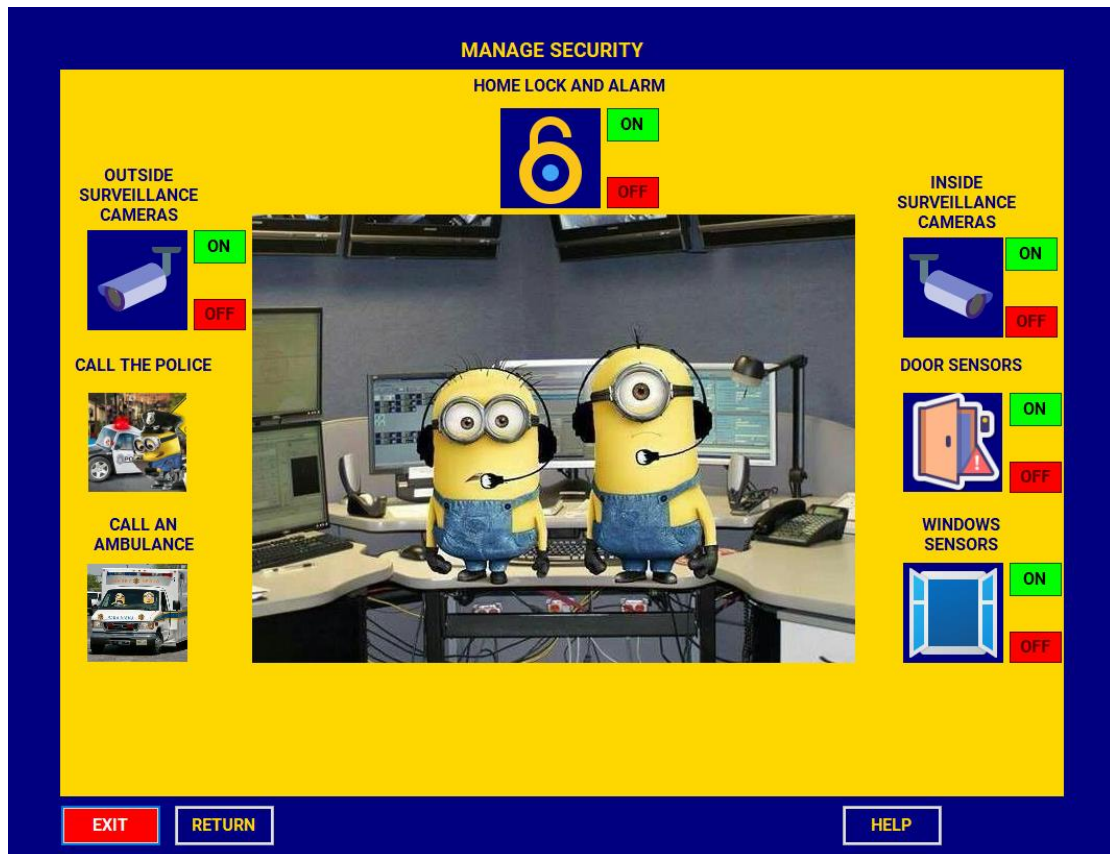 MANAGE SECURITY
HOME LOCK AND ALARM
ON
OFF
OUTSIDE
SURVEILLANCE
CAMERAS
ON
OFF
INSIDE
SURVEILLANCE
CAMERAS
ON
OFF
CALL THE POLICE
DOOR SENSORS
ON
OFF
CALL AN
AMBULANCE
WINDOWS
SENSORS
ON
OFF
EXIT
RETURN
HELP